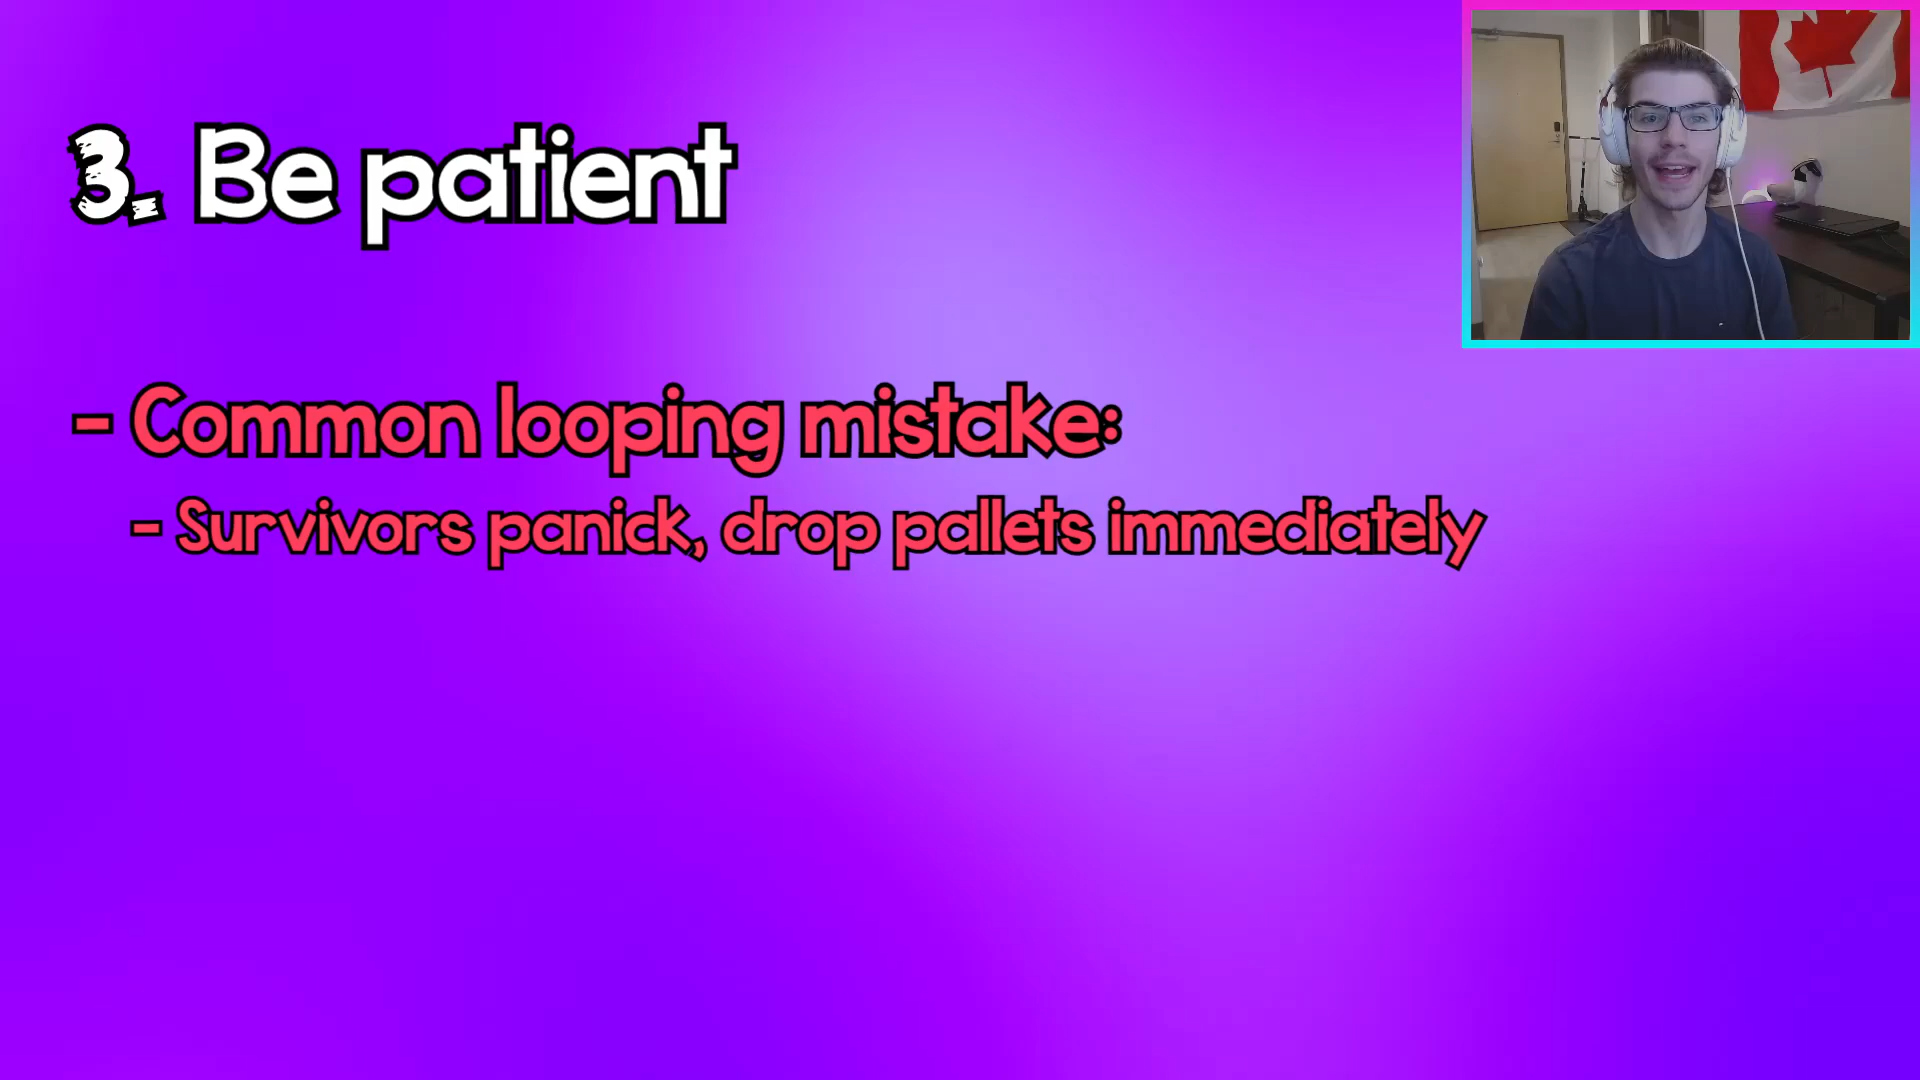 3. Be patient
- Common looping mistake:
- Survivors panick, drop pallets immediately